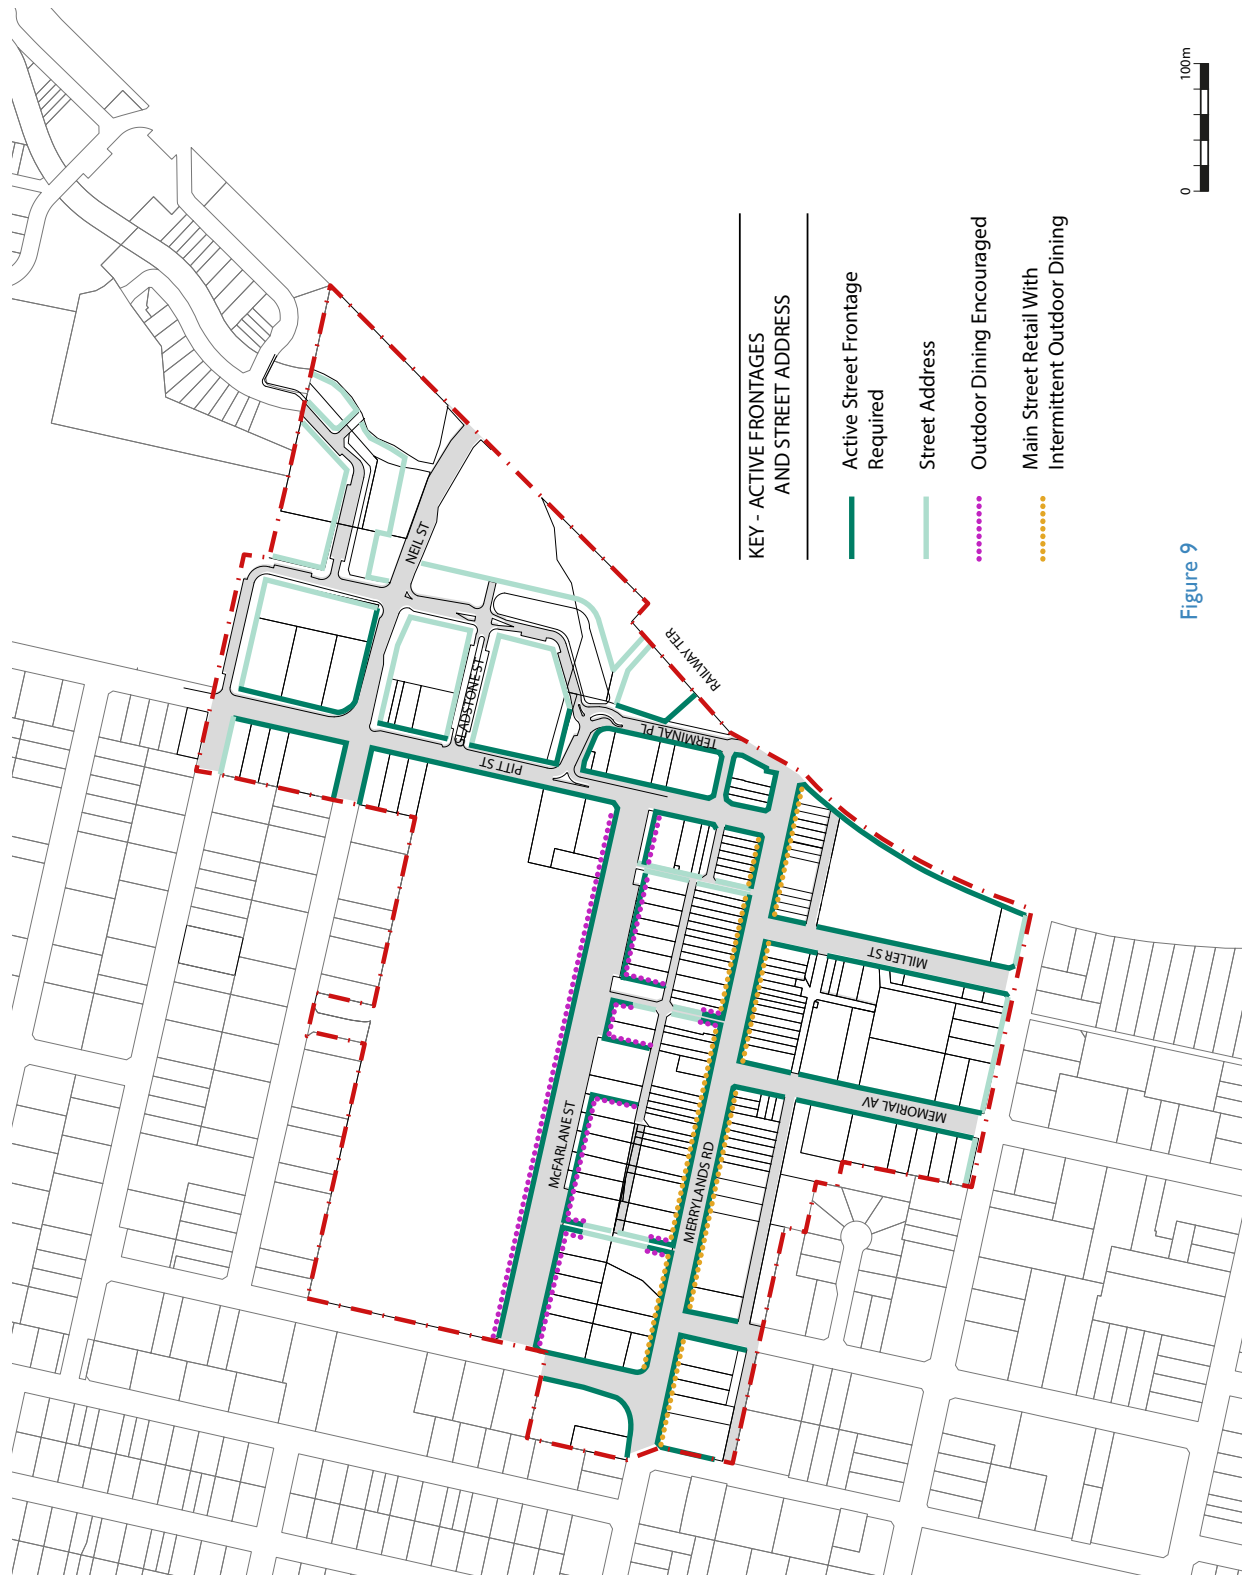 NEIL ST
GLADSTONE ST
PITT ST
TERMINAL PL
RAILWAY TER
McFARLANE ST
MERRYLANDS RD
MILLER ST
MEMORIAL AV
KEY - ACTIVE FRONTAGES
AND STREET ADDRESS
Active Street Frontage
Required
Street Address
Outdoor Dining Encouraged
Main Street Retail With
Intermittent Outdoor Dining
0
100m
Figure 9